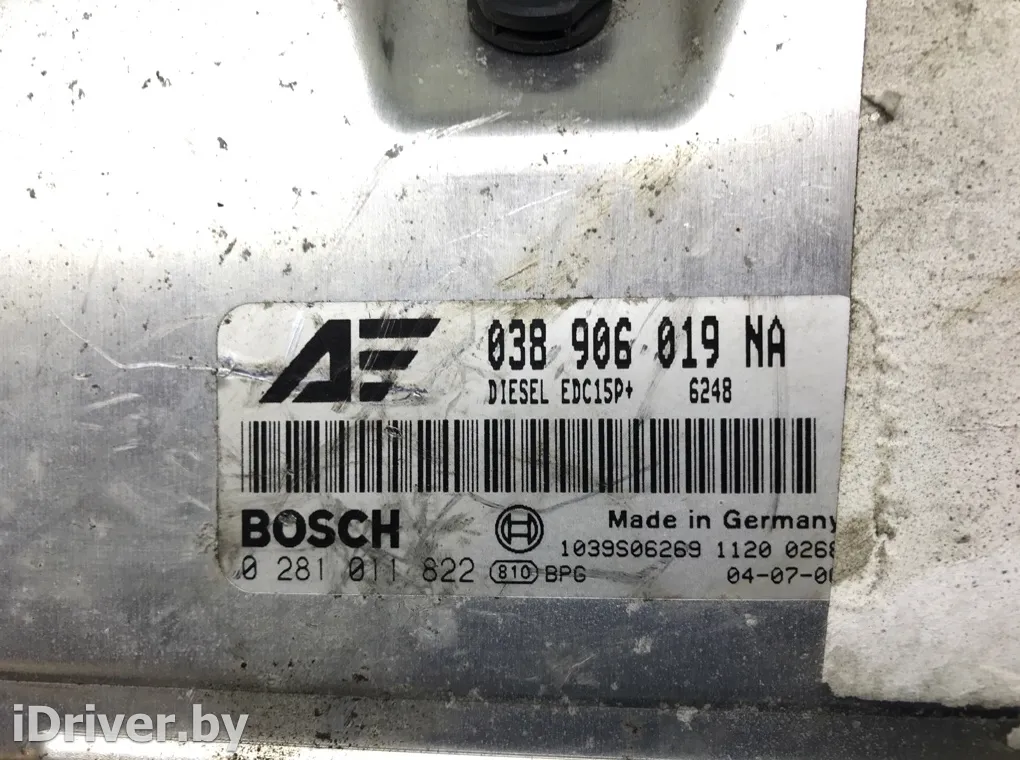 AF
038 906 019 NA
DIESEL EDC15P+ 6248
BOSCH
Made in Germany
1039S06269 1120
0 281 011 822 810 BPG
iDriver.by